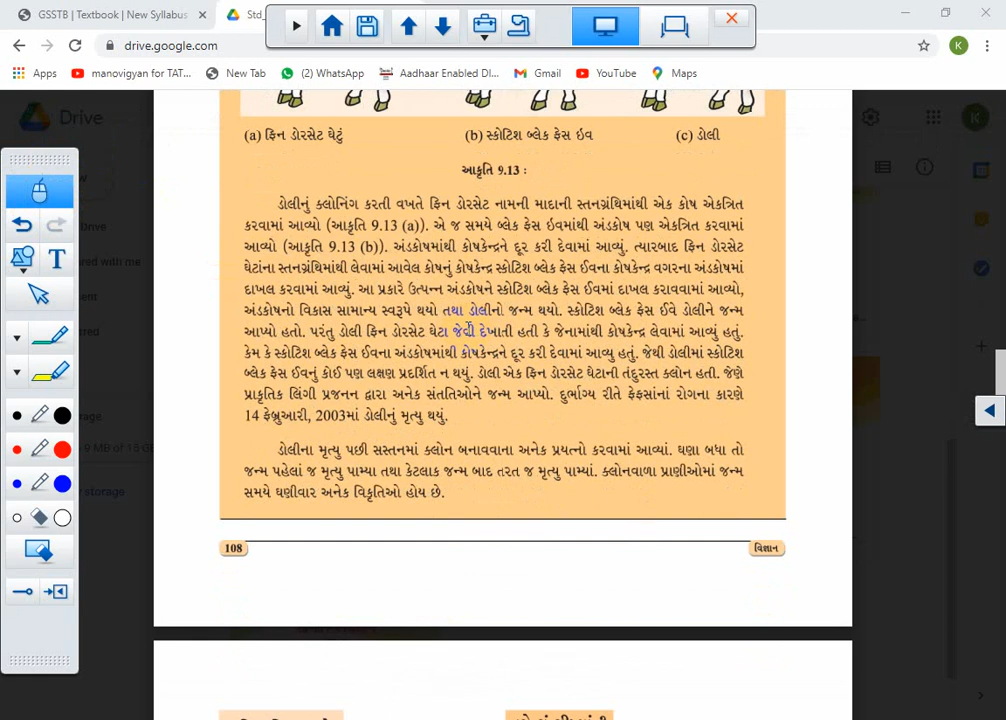 GSSTB | Textbook | New Syllabus
Std_
drive.google.com
K
Apps
manovigyan for TAT...
New Tab
(2) WhatsApp
Aadhaar Enabled DI...
Gmail
YouTube
Maps
Drive
K
(a) ફિન ડોરસેટ ઘેટું
(b) સ્કોટિશ બ્લેક ફેસ ઇવ
(c) ડોલી
આકૃતિ 9.13 :
ડોલીનું ક્લોનિંગ કરતી વખતે ફિન ડોરસેટ નામની માદાની સ્તનગ્રંથિમાંથી એક કોષ એકત્રિત
કરવામાં આવ્યો (આકૃતિ 9.13 (a)). એ જ સમયે બ્લેક ફેસ ઇવમાંથી અંડકોષ પણ એકત્રિત કરવામાં
આવ્યો (આકૃતિ 9.13 (b)). અંડકોષમાંથી કોષકેન્દ્રને દૂર કરી દેવામાં આવ્યું. ત્યારબાદ ફિન ડોરસેટ
ઘેટાંના સ્તનગ્રંથિમાંથી લેવામાં આવેલ કોષનું કોષકેન્દ્ર સ્કોટિશ બ્લેક ફેસ ઈવના કોષકેન્દ્ર વગરના અંડકોષમાં
દાખલ કરવામાં આવ્યું. આ પ્રકારે ઉત્પન્ન અંડકોષને સ્કોટિશ બ્લેક ફેસ ઈવમાં દાખલ કરાવવામાં આવ્યો,
અંડકોષનો વિકાસ સામાન્ય સ્વરૂપે થયો તથા ડોલીનો જન્મ થયો. સ્કોટિશ બ્લેક ફેસ ઈવે ડોલીને જન્મ
આપ્યો હતો. પરંતુ ડોલી ફિન ડોરસેટ ઘેટા જેવી દેખાતી હતી કે જેનામાંથી કોષકેન્દ્ર લેવામાં આવ્યું હતું.
કેમ કે સ્કોટિશ બ્લેક ફેસ ઈવના અંડકોષમાંથી કોષકેન્દ્રને દૂર કરી દેવામાં આવ્યુ હતું. જેથી ડોલીમાં સ્કોટિશ
બ્લેક ફેસ ઈવનું કોઈ પણ લક્ષણ પ્રદર્શિત ન થયું. ડોલી એક ફિન ડોરસેટ ઘેટાની તંદુરસ્ત ક્લોન હતી. જેણે
પ્રાકૃતિક લિંગી પ્રજનન દ્વારા અનેક સંતતિઓને જન્મ આપ્યો. દુર્ભાગ્ય રીતે ફેફસાંનાં રોગના કારણે
14 ફેબ્રુઆરી, 2003માં ડોલીનું મૃત્યુ થયું.
ડોલીના મૃત્યુ પછી સસ્તનમાં ક્લોન બનાવવાના અનેક પ્રયત્નો કરવામાં આવ્યાં. ઘણા બધા તો
જન્મ પહેલાં જ મૃત્યુ પામ્યા તથા કેટલાક જન્મ બાદ તરત જ મૃત્યુ પામ્યાં. ક્લોનવાળા પ્રાણીઓમાં જન્મ
સમયે ઘણીવાર અનેક વિકૃતિઓ હોય છે.
108
વિજ્ઞાન